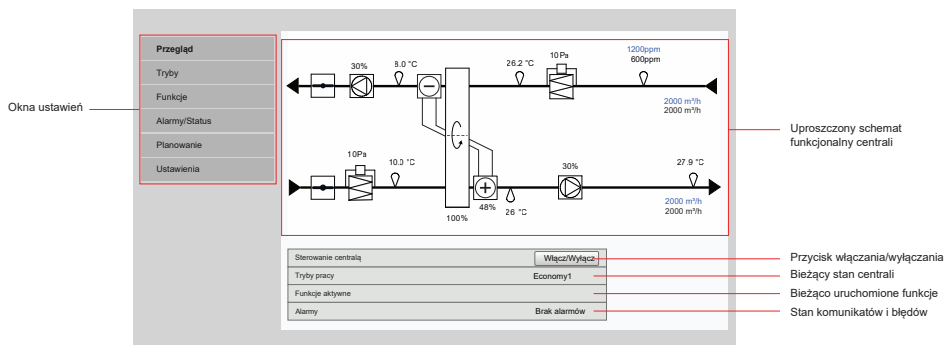 Okna ustawień
Przegląd
Tryby
Funkcje
Alarmy/Status
Planowanie
Ustawienia
30%
8.0 °C
26.2 °C
10Pa
1200ppm
600ppm
2000 m³/h
2000 m³/h
10Pa
10.0 °C
100%
48%
26 °C
30%
27.9 °C
2000 m³/h
2000 m³/h
Uproszczony schemat
funkcjonalny centrali
Sterowanie centralą Włącz/Wyłącz
Tryby pracy Economy1
Funkcje aktywne
Alarmy Brak alarmów
Przycisk włączania/wyłączania
Bieżący stan centrali
Bieżąco uruchomione funkcje
Stan komunikatów i błędów